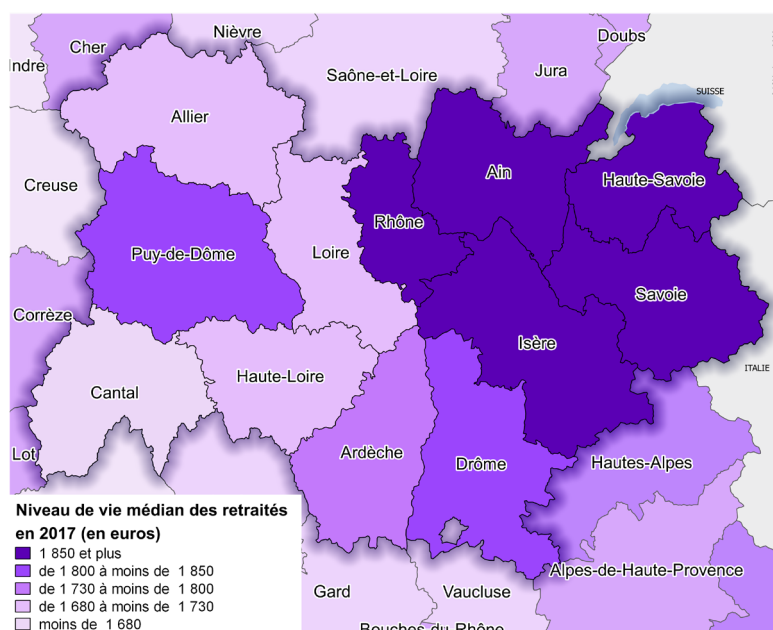 Nièvre
Cher
Doubs
Indre
Saône-et-Loire
Jura
SUISSE
Allier
Ain
Creuse
Haute-Savoie
Rhône
Puy-de-Dôme
Loire
Savoie
Corrèze
Isère
ITALIE
Haute-Loire
Cantal
Ardèche
Lot
Drôme
Hautes-Alpes
Niveau de vie médian des retraités
en 2017 (en euros)
1 850 et plus
de 1 800 à moins de 1 850
de 1 730 à moins de 1 800
de 1 680 à moins de 1 730
moins de 1 680
Alpes-de-Haute-Provence
Gard
Vaucluse
Bouches-du-Rhône